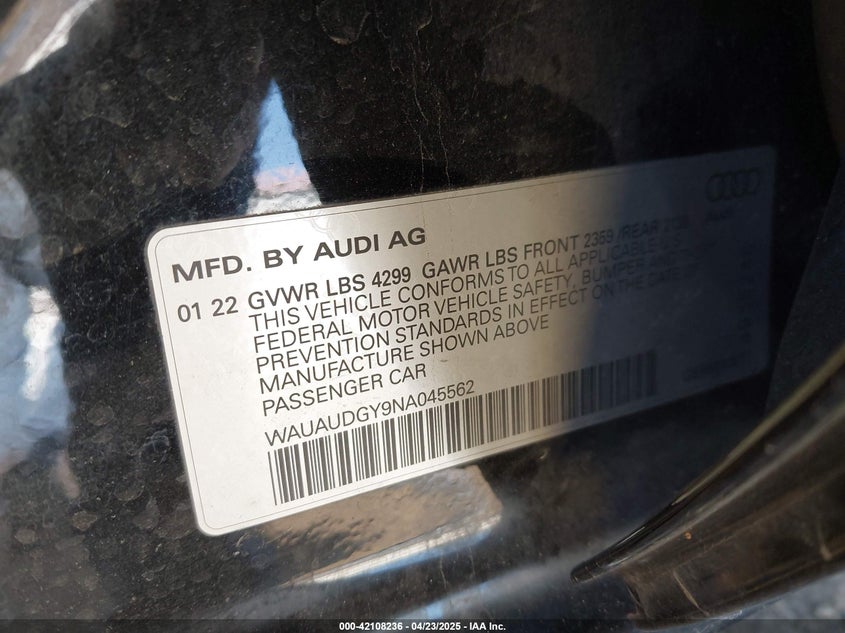 MFD. BY AUDI AG
01 22 GVWR LBS 4299 GAWR LBS FRONT 2359 /REAR
THIS VEHICLE CONFORMS TO ALL APPLICABLE U.S.
FEDERAL MOTOR VEHICLE SAFETY, BUMPER AND
PREVENTION STANDARDS IN EFFECT ON THE DATE OF
MANUFACTURE SHOWN ABOVE
PASSENGER CAR
WAUAUDGY9NA045562
000-42108236 - 04/23/2025 - IAA Inc.